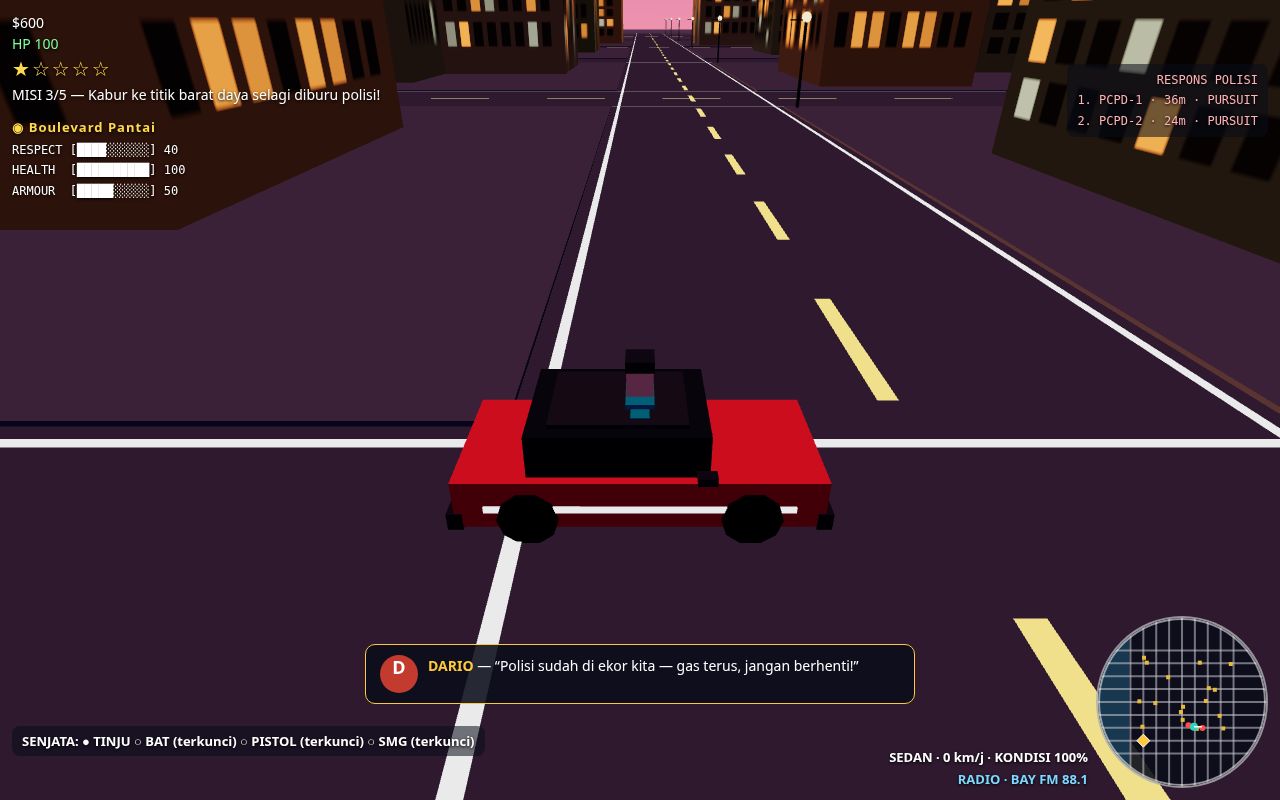 $600
HP 100
★☆☆☆☆
MISI 3/5 — Kabur ke titik barat daya selagi diburu polisi!
◉ Boulevard Pantai
RESPECT [████░░░░░░] 40
HEALTH [██████████] 100
ARMOUR [█████░░░░░] 50
RESPONS POLISI
1. PCPD-1 · 36m · PURSUIT
2. PCPD-2 · 24m · PURSUIT
D
DARIO — “Polisi sudah di ekor kita — gas terus, jangan berhenti!”
SENJATA: ● TINJU ○ BAT (terkunci) ○ PISTOL (terkunci) ○ SMG (terkunci)
SEDAN · 0 km/j · KONDISI 100%
RADIO · BAY FM 88.1